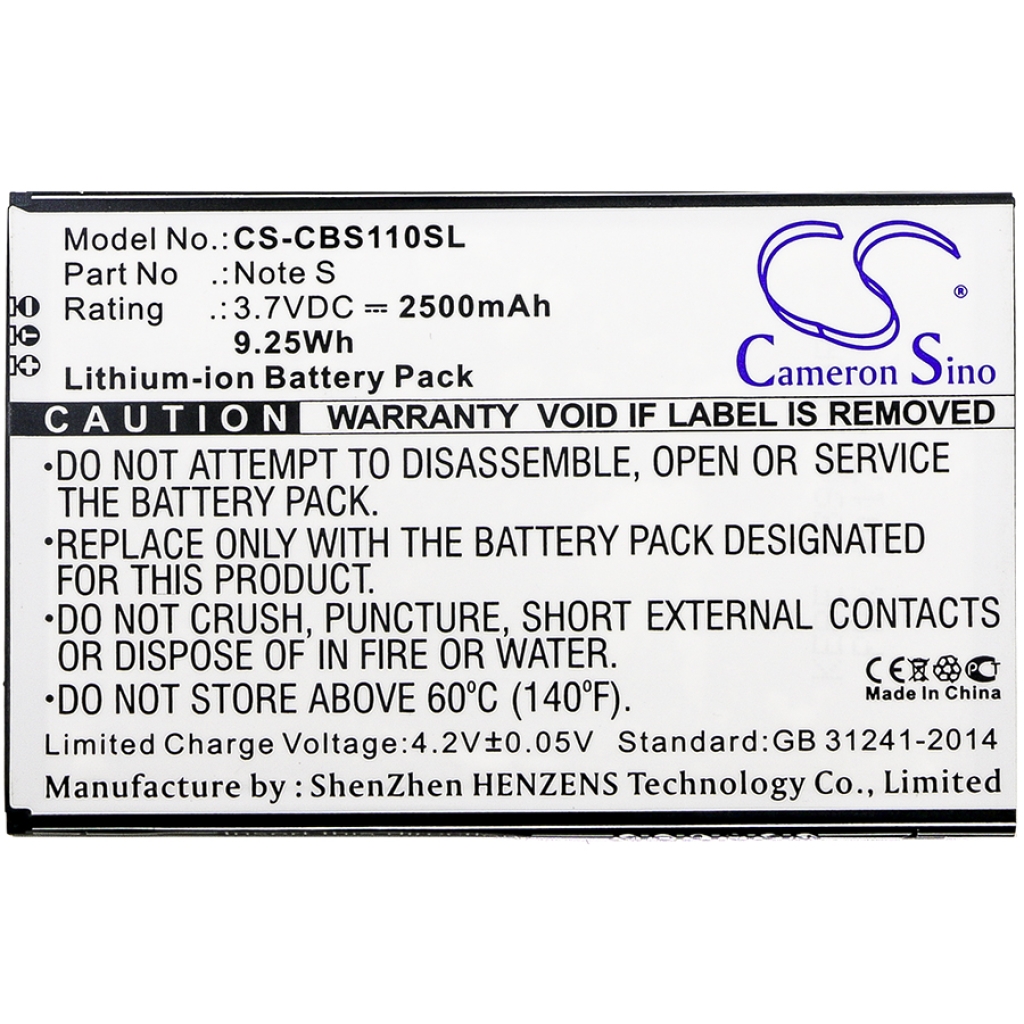 Model No.:CS-CBS110SL
Part No .:Note S
Rating .:3.7VDC ⎓ 2500mAh
9.25Wh
Lithium-ion Battery Pack
CS ®
Cameron Sino
CAUTION WARRANTY VOID IF LABEL IS REMOVED
·DO NOT ATTEMPT TO DISASSEMBLE, OPEN OR SERVICE
THE BATTERY PACK.
·REPLACE ONLY WITH THE BATTERY PACK DESIGNATED
FOR THIS PRODUCT.
·DO NOT CRUSH, PUNCTURE, SHORT EXTERNAL CONTACTS
OR DISPOSE OF IN FIRE OR WATER.
·DO NOT STORE ABOVE 60°C (140°F).
CE
Made In China
Limited Charge Voltage:4.2V±0.05V Standard:GB 31241-2014
Manufacture by : ShenZhen HENZENS Technology Co., Limited